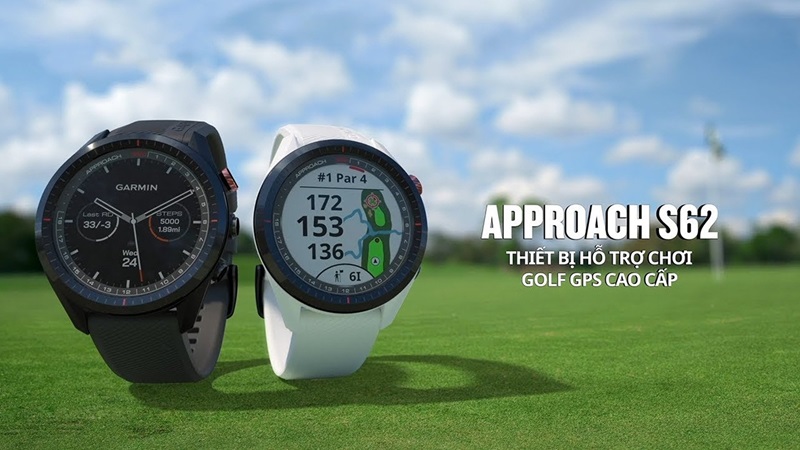 APPROACH
GARMIN
Last RD
33/-3
STEPS
5000
1.89mi
Wed
24
APPROACH
#1 Par 4
172
153
136
6I
APPROACH S62
THIẾT BỊ HỖ TRỢ CHƠI
GOLF GPS CAO CẤP